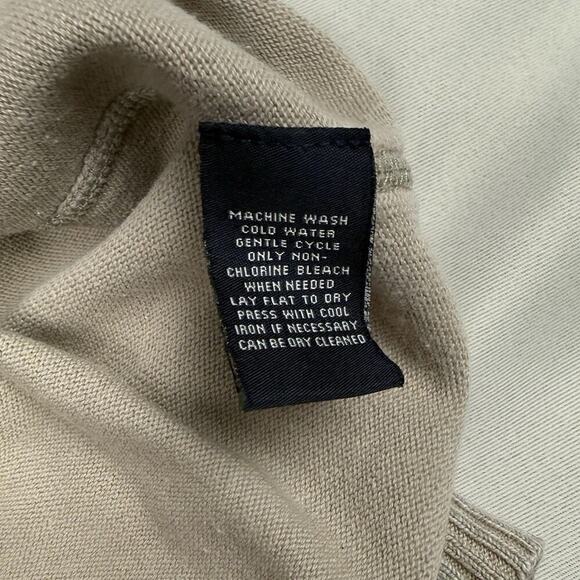 MACHINE WASH
COLD WATER
GENTLE CYCLE
ONLY NON-
CHLORINE BLEACH
WHEN NEEDED
LAY FLAT TO DRY
PRESS WITH COOL
IRON IF NECESSARY
CAN BE DRY CLEANED